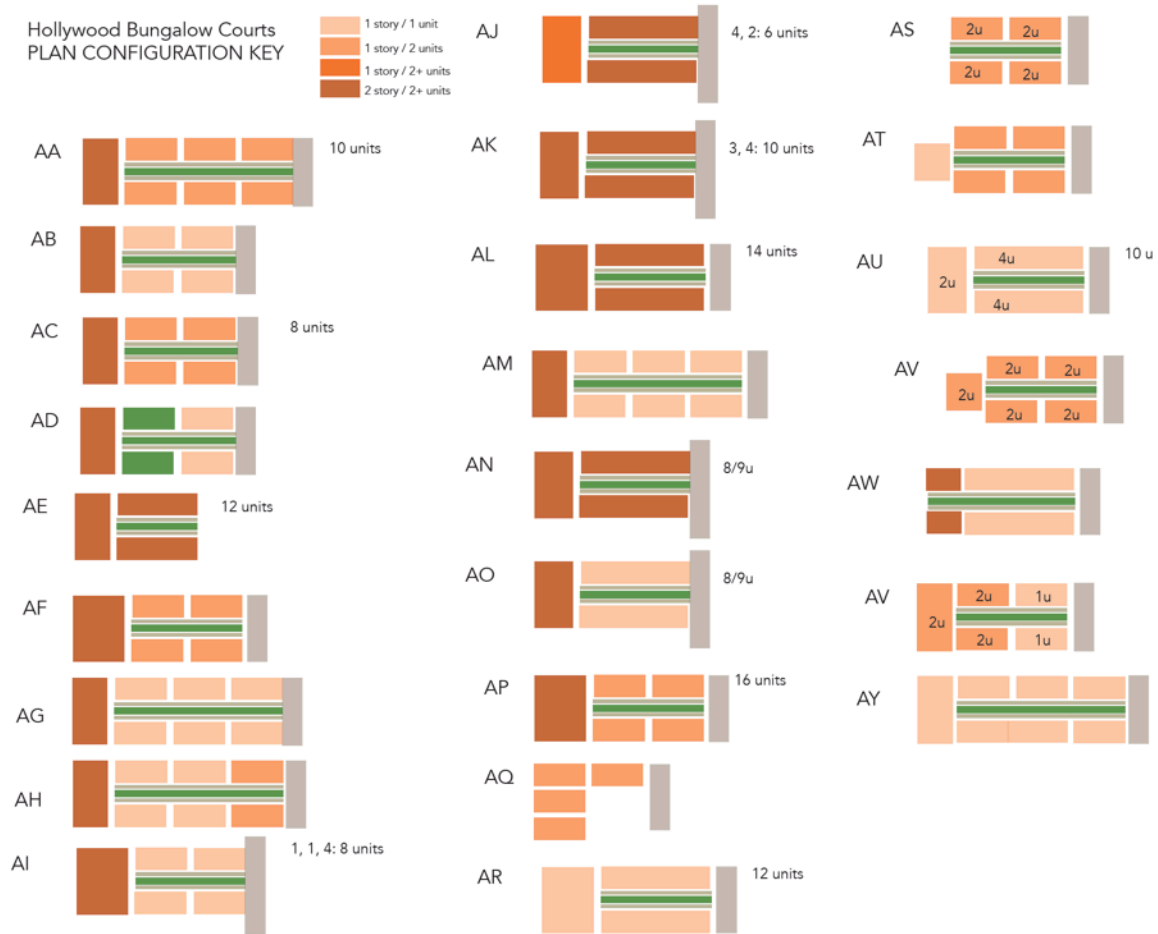 Hollywood Bungalow Courts
PLAN CONFIGURATION KEY
1 story / 1 unit
1 story / 2 units
1 story / 2+ units
2 story / 2+ units
AA
10 units
AB
AC
8 units
AD
AE
12 units
AF
AG
AH
AI
1, 1, 4: 8 units
AJ
4, 2: 6 units
AK
3, 4: 10 units
AL
14 units
AM
AN
8/9u
AO
8/9u
AP
16 units
AQ
AR
12 units
AS
2u 2u
2u 2u
AT
AU
4u
2u
4u
10 u
AV
2u 2u
2u
2u 2u
AW
AV
2u 1u
2u
2u 1u
AY